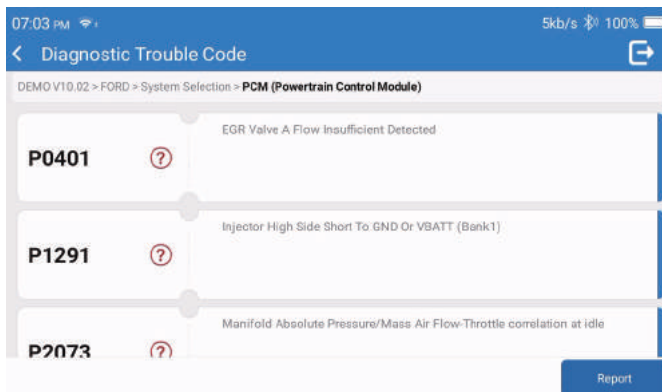 07:03 PM 5kb/s 100%
Diagnostic Trouble Code
DEMO V10.02 > FORD > System Selection > PCM (Powertrain Control Module)
EGR Valve A Flow Insufficient Detected
P0401 ?
Injector High Side Short To GND Or VBATT (Bank1)
P1291 ?
Manifold Absolute Pressure/Mass Air Flow-Throttle correlation at idle
P2073 ?
Report